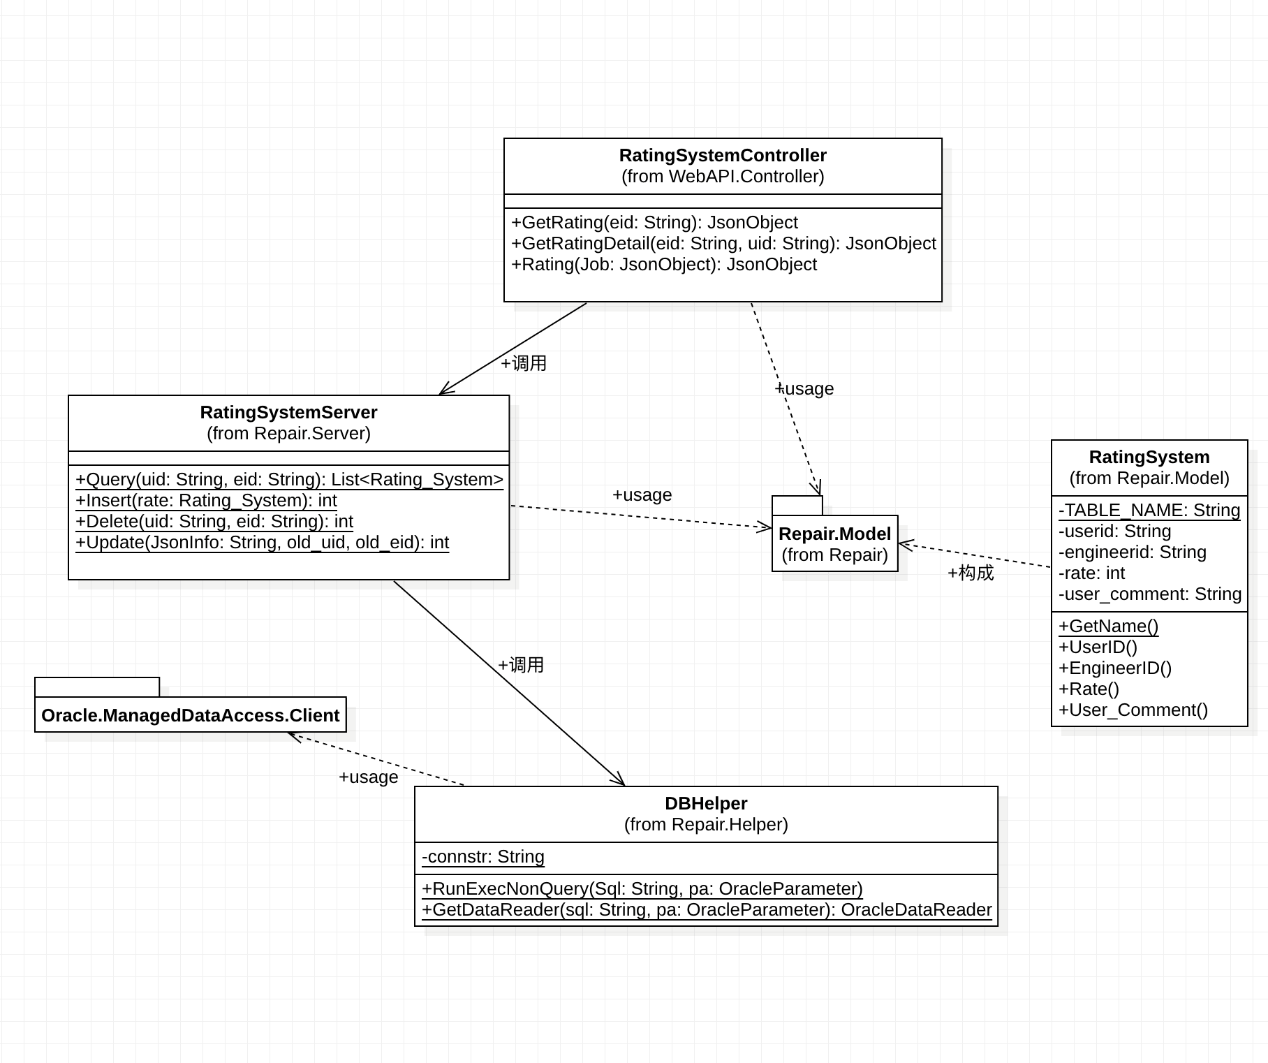 RatingSystemController
(from WebAPI.Controller)
+GetRating(eid: String): JsonObject
+GetRatingDetail(eid: String, uid: String): JsonObject
+Rating(Job: JsonObject): JsonObject
+调用
+usage
RatingSystemServer
(from Repair.Server)
+Query(uid: String, eid: String): List<Rating_System>
+Insert(rate: Rating_System): int
+Delete(uid: String, eid: String): int
+Update(JsonInfo: String, old_uid, old_eid): int
+usage
Repair.Model
(from Repair)
+构成
RatingSystem
(from Repair.Model)
-TABLE_NAME: String
-userid: String
-engineerid: String
-rate: int
-user_comment: String
+GetName()
+UserID()
+EngineerID()
+Rate()
+User_Comment()
+调用
Oracle.ManagedDataAccess.Client
+usage
DBHelper
(from Repair.Helper)
-connstr: String
+RunExecNonQuery(Sql: String, pa: OracleParameter)
+GetDataReader(sql: String, pa: OracleParameter): OracleDataReader